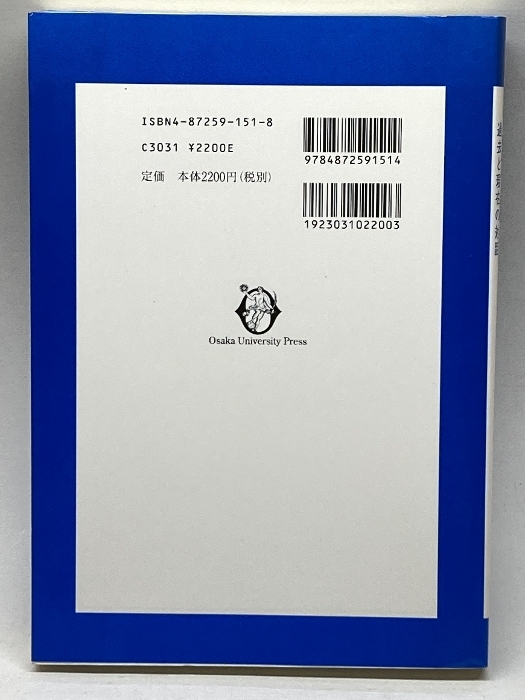 ISBN4-87259-151-8
C3031 ¥2200E
定価 本体2200円(税別)
9784872591514
1923031022003
Osaka University Press